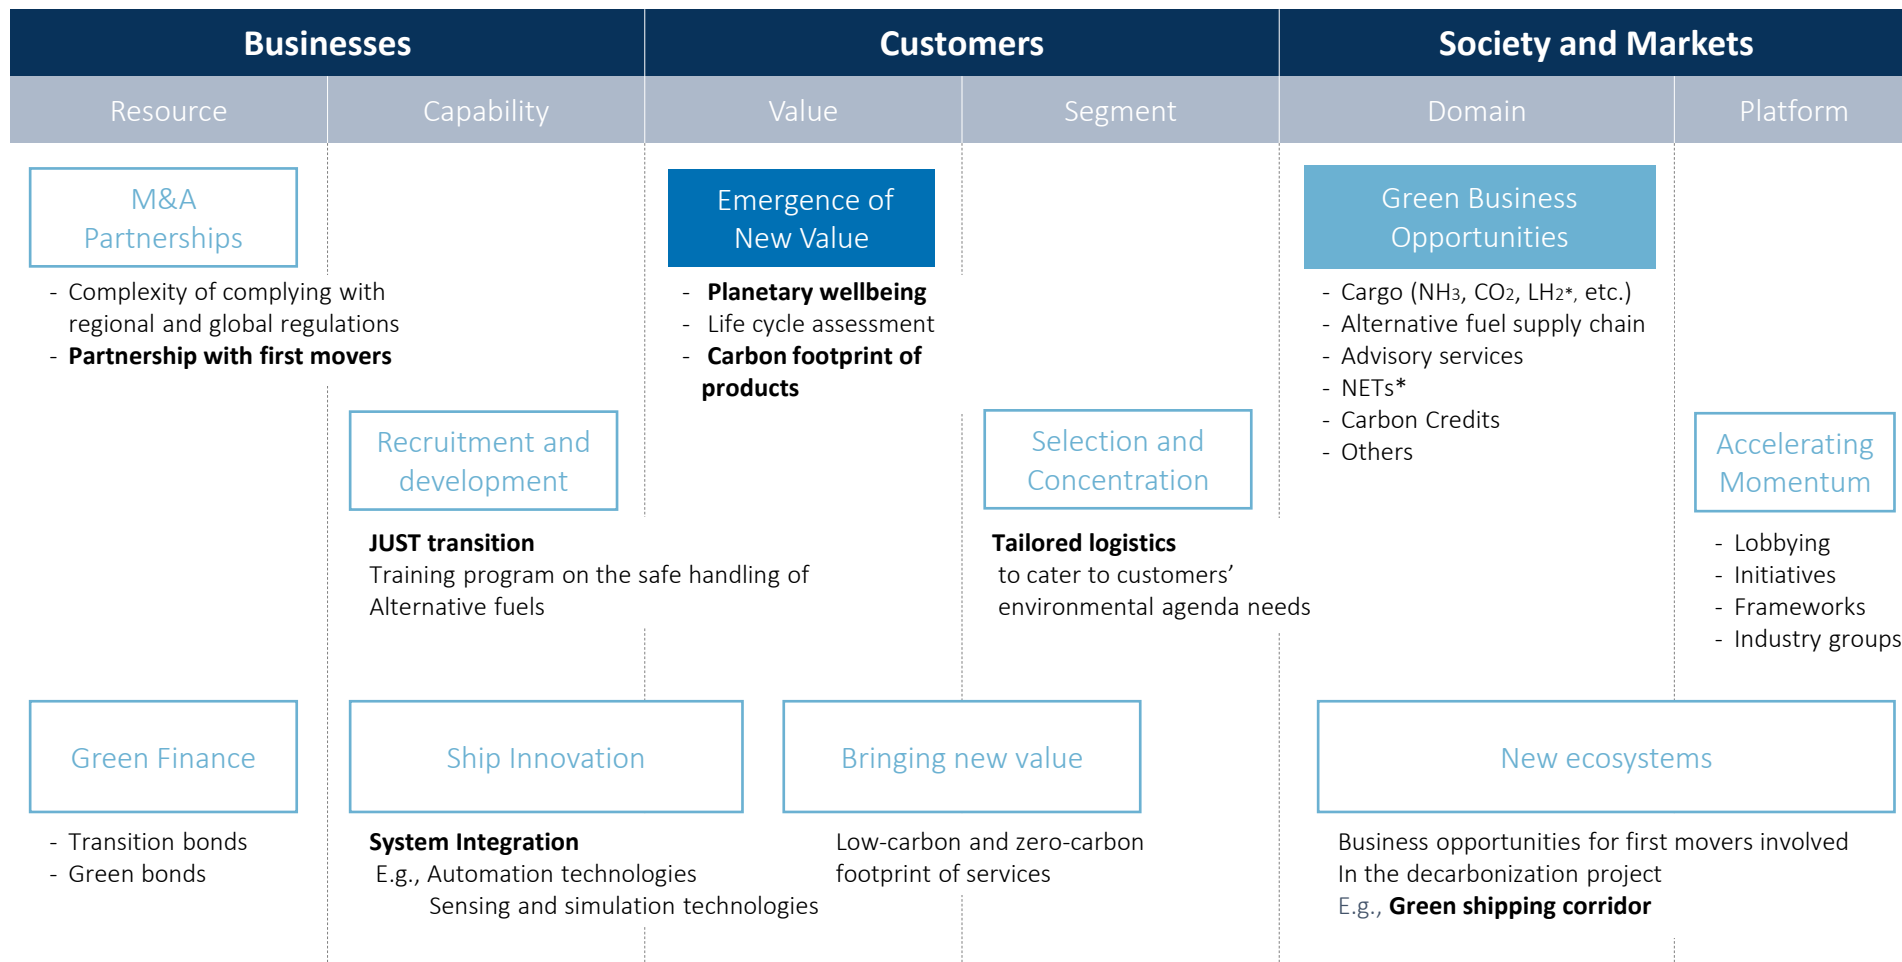 Businesses
Customers
Society and Markets
Resource
Capability
Value
Segment
Domain
Platform
M&A
Partnerships
- Complexity of complying with
regional and global regulations
- Partnership with first movers
Emergence of
New Value
- Planetary wellbeing
- Life cycle assessment
- Carbon footprint of
products
Green Business
Opportunities
- Cargo (NH₃, CO₂, LH₂*, etc.)
- Alternative fuel supply chain
- Advisory services
- NETs*
- Carbon Credits
- Others
Recruitment and
development
JUST transition
Training program on the safe handling of
Alternative fuels
Selection and
Concentration
Tailored logistics
to cater to customers’
environmental agenda needs
Accelerating
Momentum
- Lobbying
- Initiatives
- Frameworks
- Industry groups
Green Finance
- Transition bonds
- Green bonds
Ship Innovation
System Integration
E.g., Automation technologies
Sensing and simulation technologies
Bringing new value
Low-carbon and zero-carbon
footprint of services
New ecosystems
Business opportunities for first movers involved
In the decarbonization project
E.g., Green shipping corridor